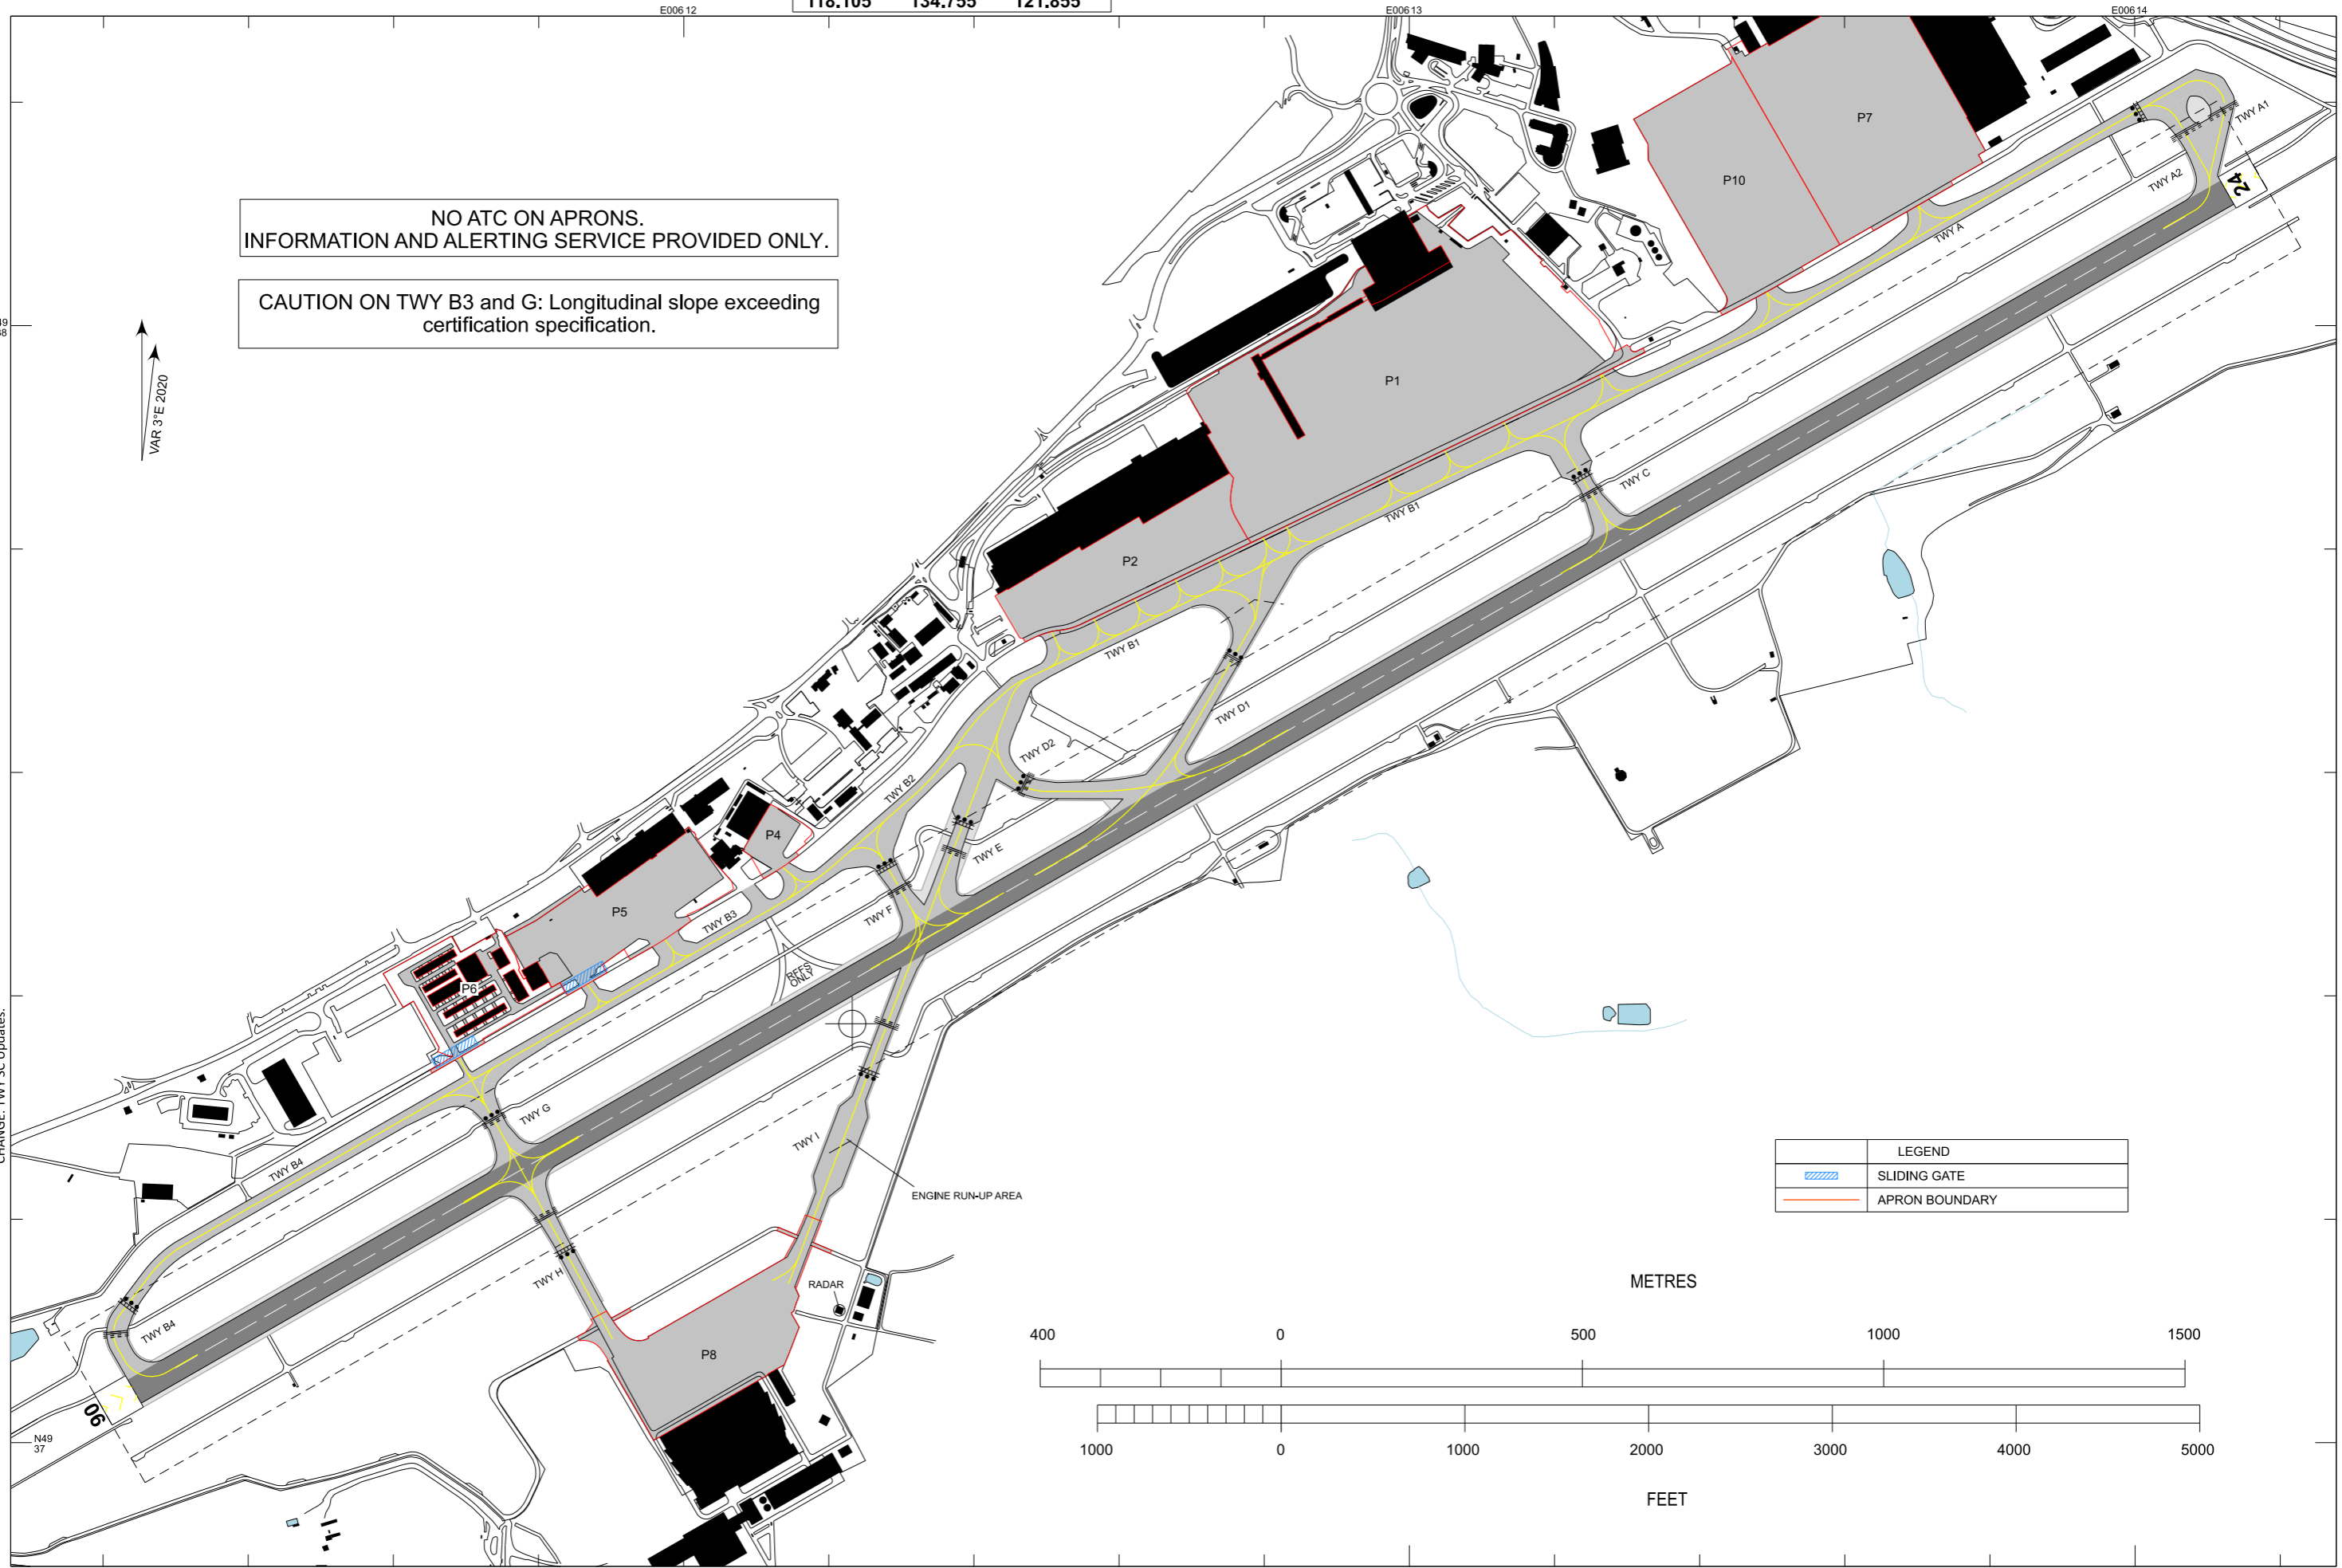 118.105 134.755 121.855
E006 12
E006 13
E006 14
NO ATC ON APRONS.
INFORMATION AND ALERTING SERVICE PROVIDED ONLY.
CAUTION ON TWY B3 and G: Longitudinal slope exceeding
certification specification.
VAR 3°E 2020
P7
P10
TWY A1
TWY A2
24
TWY A
P1
TWY C
TWY B1
P2
TWY B1
TWY D1
TWY D2
TWY B2
P4
TWY E
P5
TWY B3
TWY F
RFFS
ONLY
P6
TWY G
TWY I
TWY B4
ENGINE RUN-UP AREA
TWY H
RADAR
TWY B4
P8
06
N49
37
LEGEND
SLIDING GATE
APRON BOUNDARY
METRES
400 0 500 1000 1500
1000 0 1000 2000 3000 4000 5000
FEET